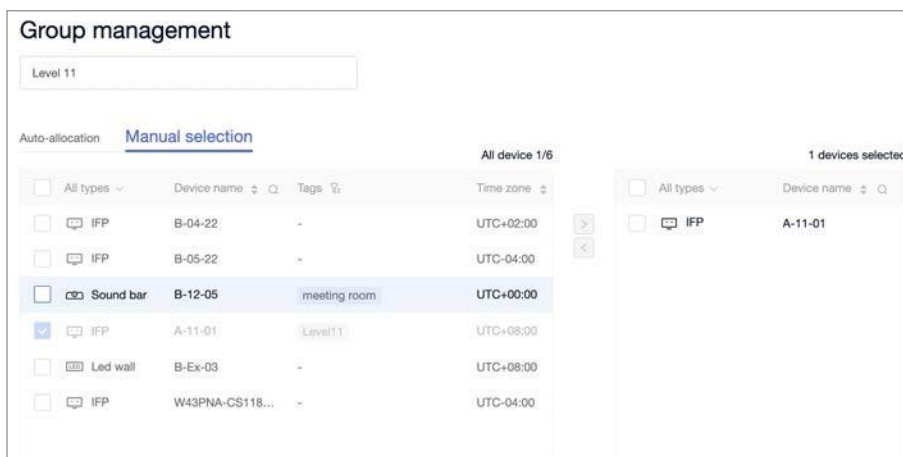 Group management
Level 11
Auto-allocation Manual selection
All device 1/6 1 devices selected
All types Device name Tags Time zone All types Device name
IFP B-04-22 - UTC+02:00 IFP A-11-01
IFP B-05-22 - UTC-04:00
Sound bar B-12-05 meeting room UTC+00:00
IFP A-11-01 Level11 UTC+08:00
LED Led wall B-Ex-03 - UTC+08:00
IFP W43PNA-CS118... - UTC-04:00